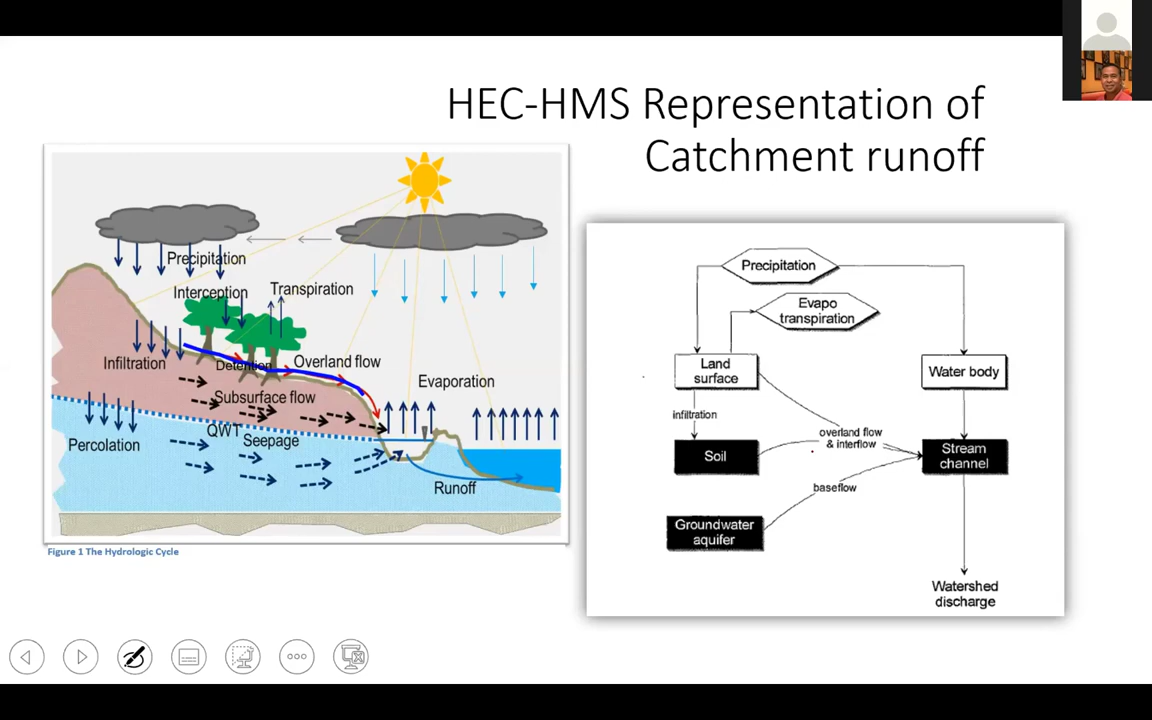 HEC-HMS Representation of
Catchment runoff
Precipitation
Interception
Transpiration
Infiltration
Detention
Overland flow
Evaporation
Subsurface flow
QWT
Seepage
Percolation
Runoff
Figure 1 The Hydrologic Cycle
Precipitation
Evapo
transpiration
Land
surface
Water body
infiltration
overland flow
& interflow
Soil
Stream
channel
baseflow
Groundwater
aquifer
Watershed
discharge